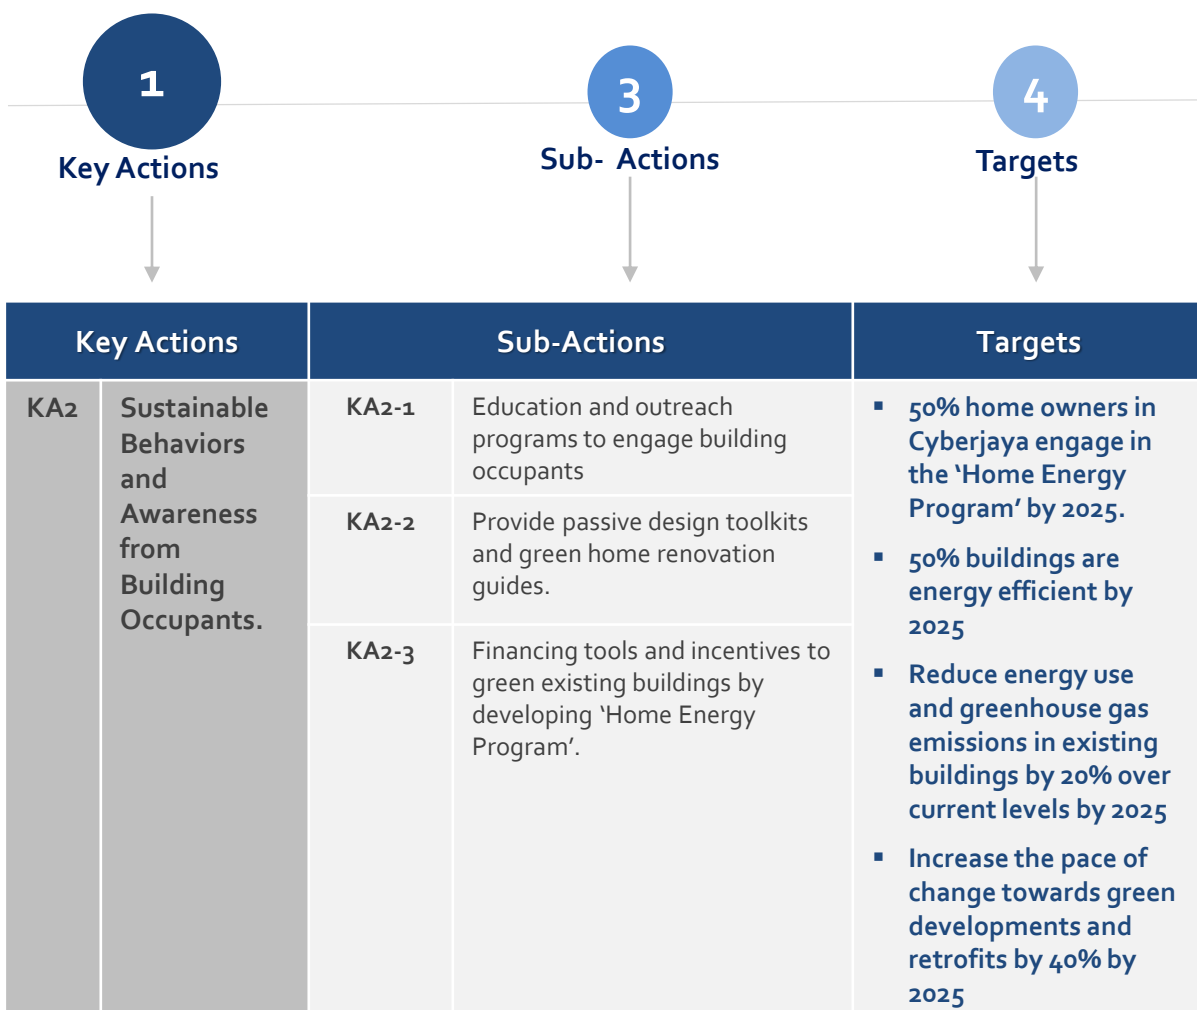 1
3
4
Key Actions
Sub- Actions
Targets
Key Actions
Sub-Actions
Targets
KA2
Sustainable
Behaviors
and
Awareness
from
Building
Occupants.
KA2-1
Education and outreach
programs to engage building
occupants
KA2-2
Provide passive design toolkits
and green home renovation
guides.
KA2-3
Financing tools and incentives to
green existing buildings by
developing ‘Home Energy
Program’.
▪ 50% home owners in
Cyberjaya engage in
the ‘Home Energy
Program’ by 2025.
▪ 50% buildings are
energy efficient by
2025
▪ Reduce energy use
and greenhouse gas
emissions in existing
buildings by 20% over
current levels by 2025
▪ Increase the pace of
change towards green
developments and
retrofits by 40% by
2025